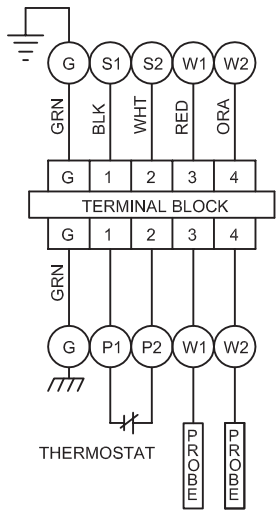 G S1 S2 W1 W2
GRN BLK WHT RED ORA
G 1 2 3 4
TERMINAL BLOCK
G 1 2 3 4
GRN
G P1 P2 W1 W2
THERMOSTAT
PROBE PROBE